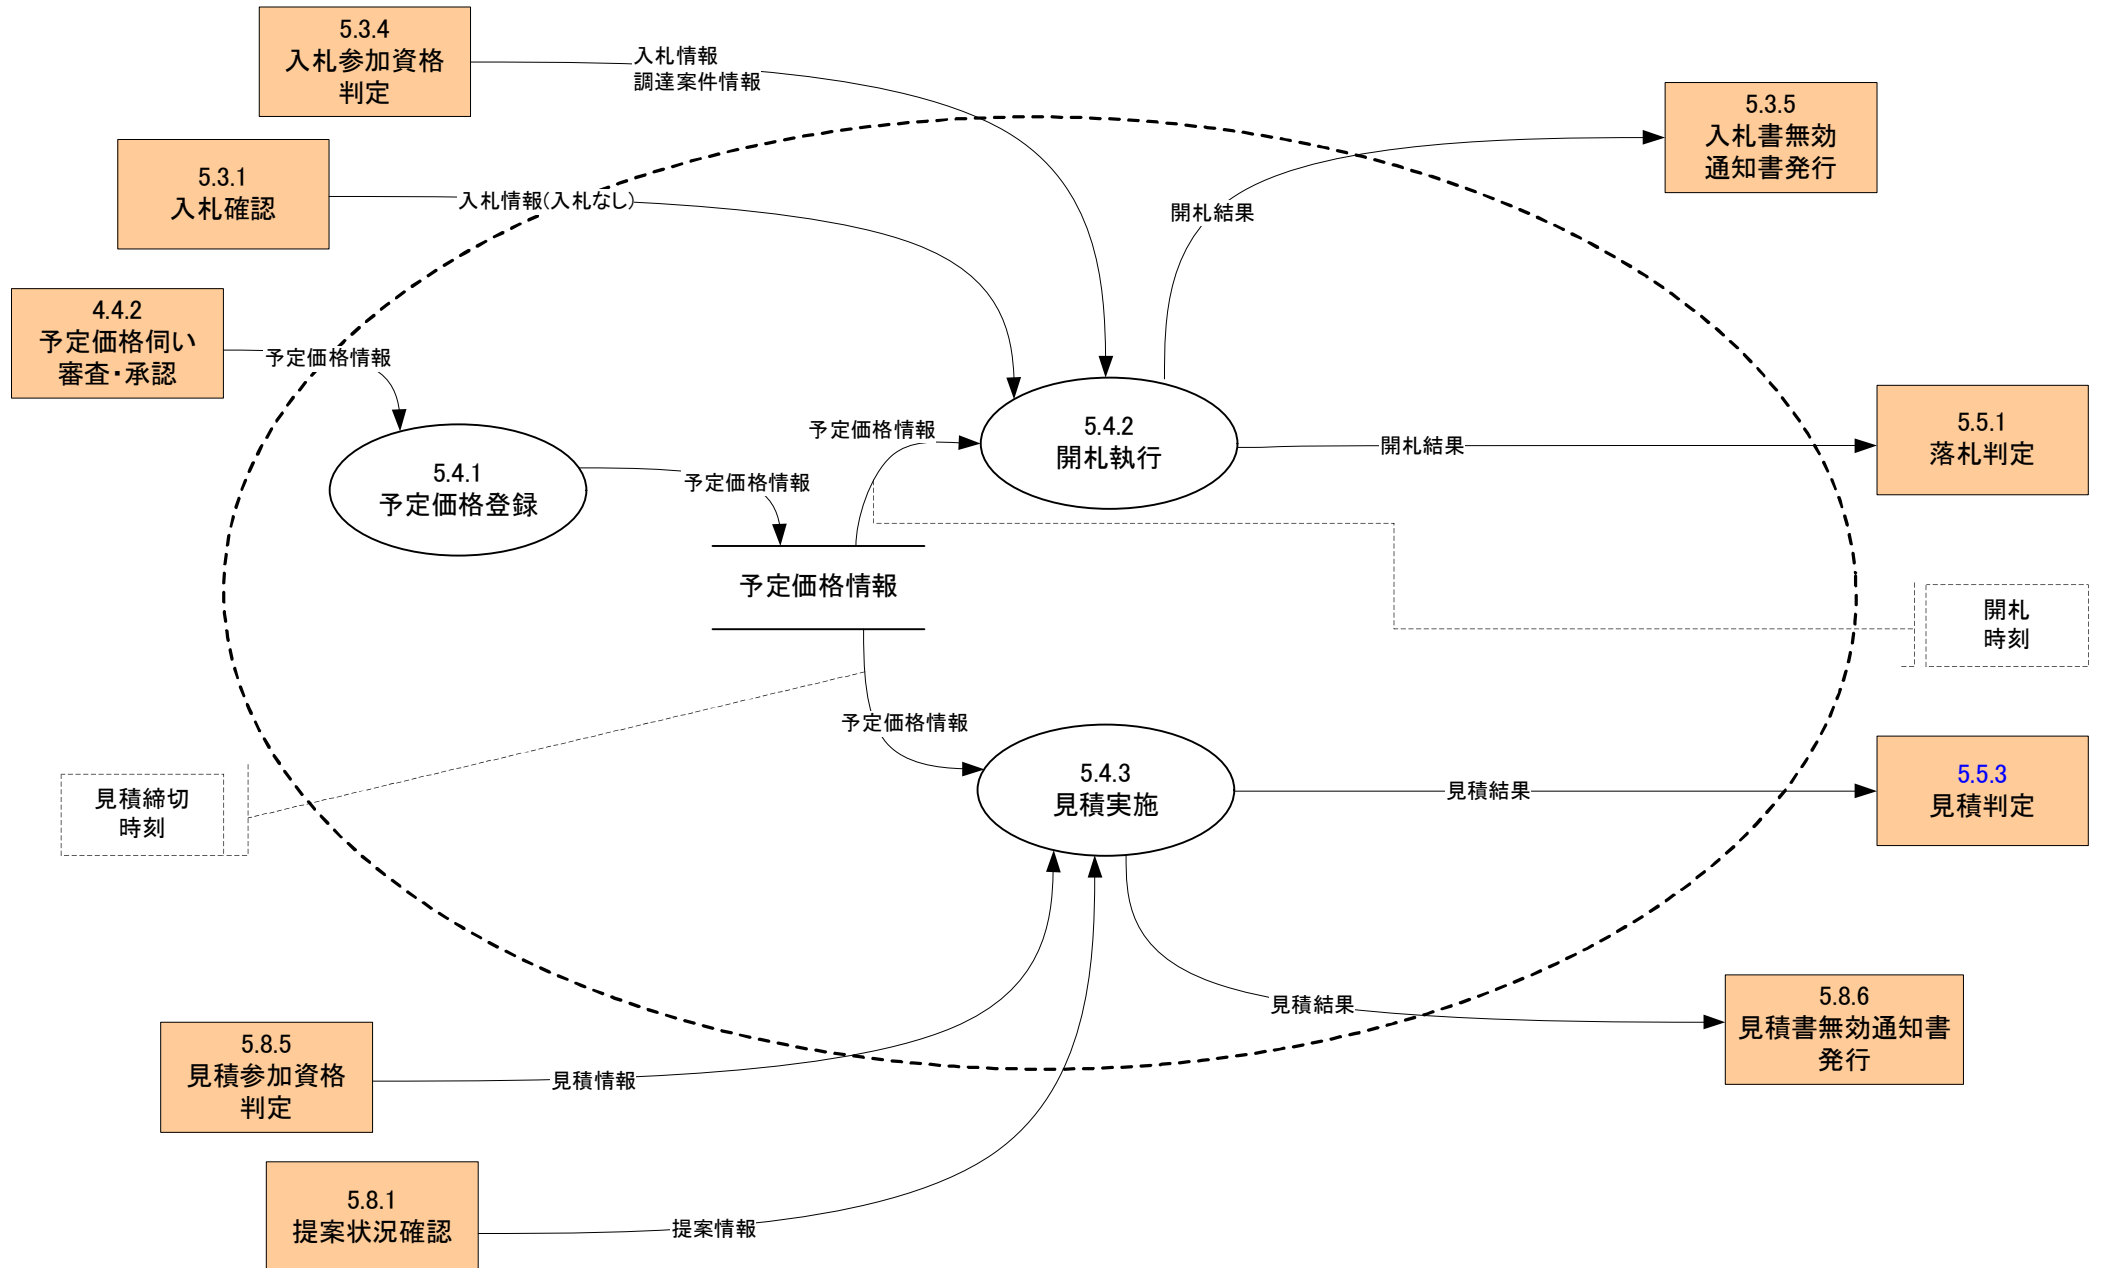 5.3.4
入札参加資格
判定
入札情報
調達案件情報
5.3.5
入札書無効
通知書発行
5.3.1
入札確認
入札情報(入札なし)
開札結果
4.4.2
予定価格伺い
審査・承認
予定価格情報
5.4.1
予定価格登録
予定価格情報
予定価格情報
5.4.2
開札執行
開札結果
5.5.1
落札判定
予定価格情報
開札
時刻
予定価格情報
見積締切
時刻
5.4.3
見積実施
見積結果
5.5.3
見積判定
見積結果
5.8.6
見積書無効通知書
発行
5.8.5
見積参加資格
判定
見積情報
5.8.1
提案状況確認
提案情報